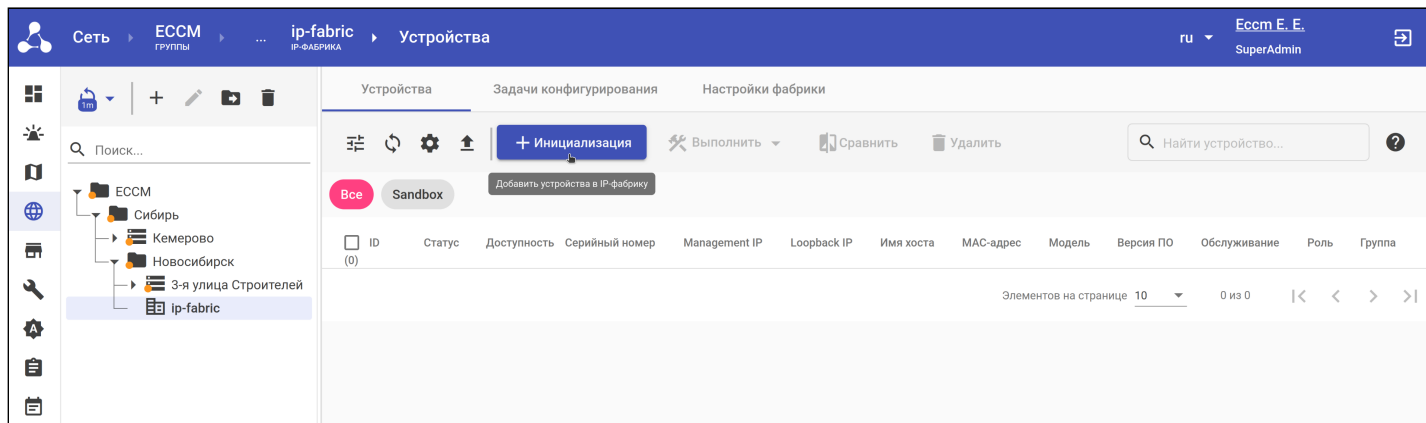 Сеть ECCM ... ip-fabric Устройства
ГРУППЫ IP-ФАБРИКА
ru Eccm E. E.
SuperAdmin
1m
Поиск...
ECCM
Сибирь
Кемерово
Новосибирск
3-я улица Строителей
ip-fabric
Устройства Задачи конфигурирования Настройки фабрики
+ Инициализация Выполнить Сравнить Удалить Найти устройство... ?
Добавить устройства в IP-фабрику
Все Sandbox
ID Статус Доступность Серийный номер Management IP Loopback IP Имя хоста MAC-адрес Модель Версия ПО Обслуживание Роль Группа
(0)
Элементов на странице 10 0 из 0
A